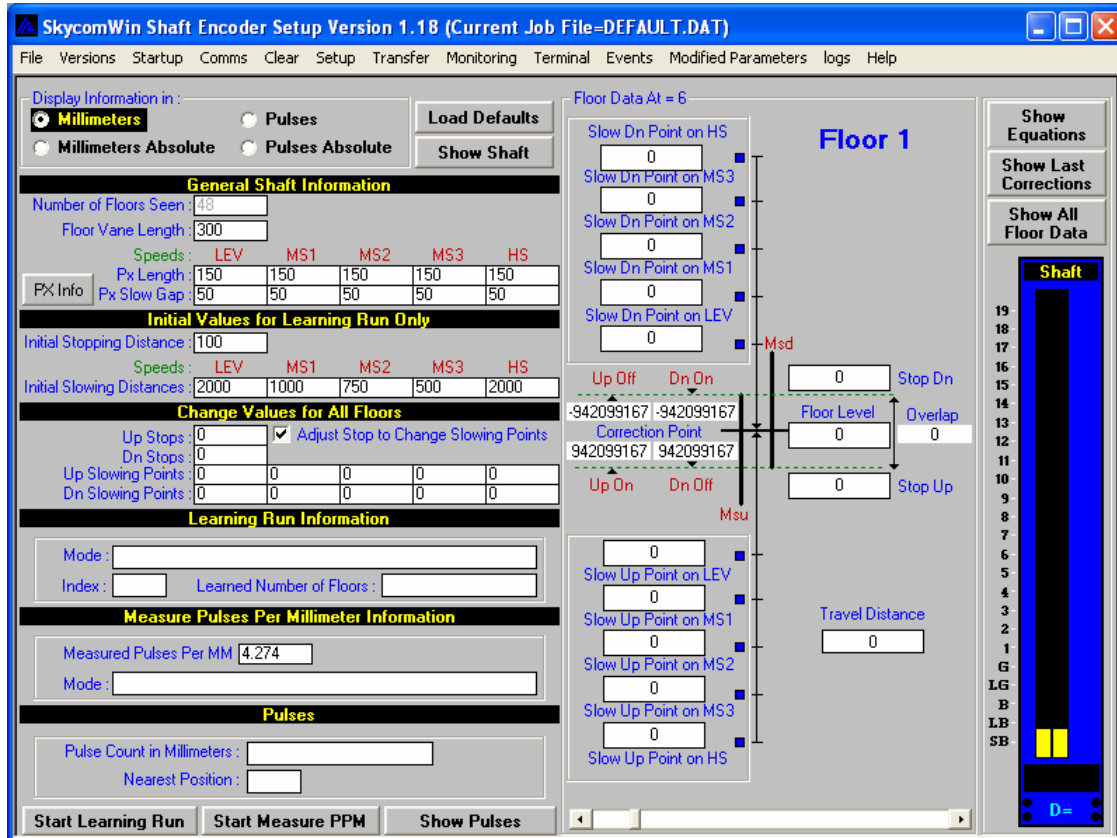 SkycomWin Shaft Encoder Setup Version 1.18 (Current Job File=DEFAULT.DAT)
File Versions Startup Comms Clear Setup Transfer Monitoring Terminal Events Modified Parameters logs Help
Display Information in :
Millimeters Pulses
Millimeters Absolute Pulses Absolute
Load Defaults
Show Shaft
General Shaft Information
Number of Floors Seen : 48
Floor Vane Length : 300
Speeds : LEV MS1 MS2 MS3 HS
PX Info
Px Length : 150 150 150 150 150
Px Slow Gap : 50 50 50 50 50
Initial Values for Learning Run Only
Initial Stopping Distance : 100
Speeds : LEV MS1 MS2 MS3 HS
Initial Slowing Distances : 2000 1000 750 500 2000
Change Values for All Floors
Up Stops : 0 Adjust Stop to Change Slowing Points
Dn Stops : 0
Up Slowing Points : 0 0 0 0 0
Dn Slowing Points : 0 0 0 0 0
Learning Run Information
Mode :
Index : Learned Number of Floors :
Measure Pulses Per Millimeter Information
Measured Pulses Per MM 4.274
Mode :
Pulses
Pulse Count in Millimeters :
Nearest Position :
Start Learning Run Start Measure PPM Show Pulses
Floor Data At = 6
Floor 1
Slow Dn Point on HS
0
Slow Dn Point on MS3
0
Slow Dn Point on MS2
0
Slow Dn Point on MS1
0
Slow Dn Point on LEV
0
Msd
Up Off Dn On
0 Stop Dn
-942099167 -942099167
Floor Level Overlap
Correction Point
0 0
942099167 942099167
Up On Dn Off
0 Stop Up
Msu
0
Slow Up Point on LEV
0
Slow Up Point on MS1
0
Slow Up Point on MS2
0
Slow Up Point on MS3
0
Slow Up Point on HS
Travel Distance
0
Show Equations
Show Last Corrections
Show All Floor Data
Shaft
19
18
17
16
15
14
13
12
11
10
9
8
7
6
5
4
3
2
1
G
LG
B
LB
SB
D=